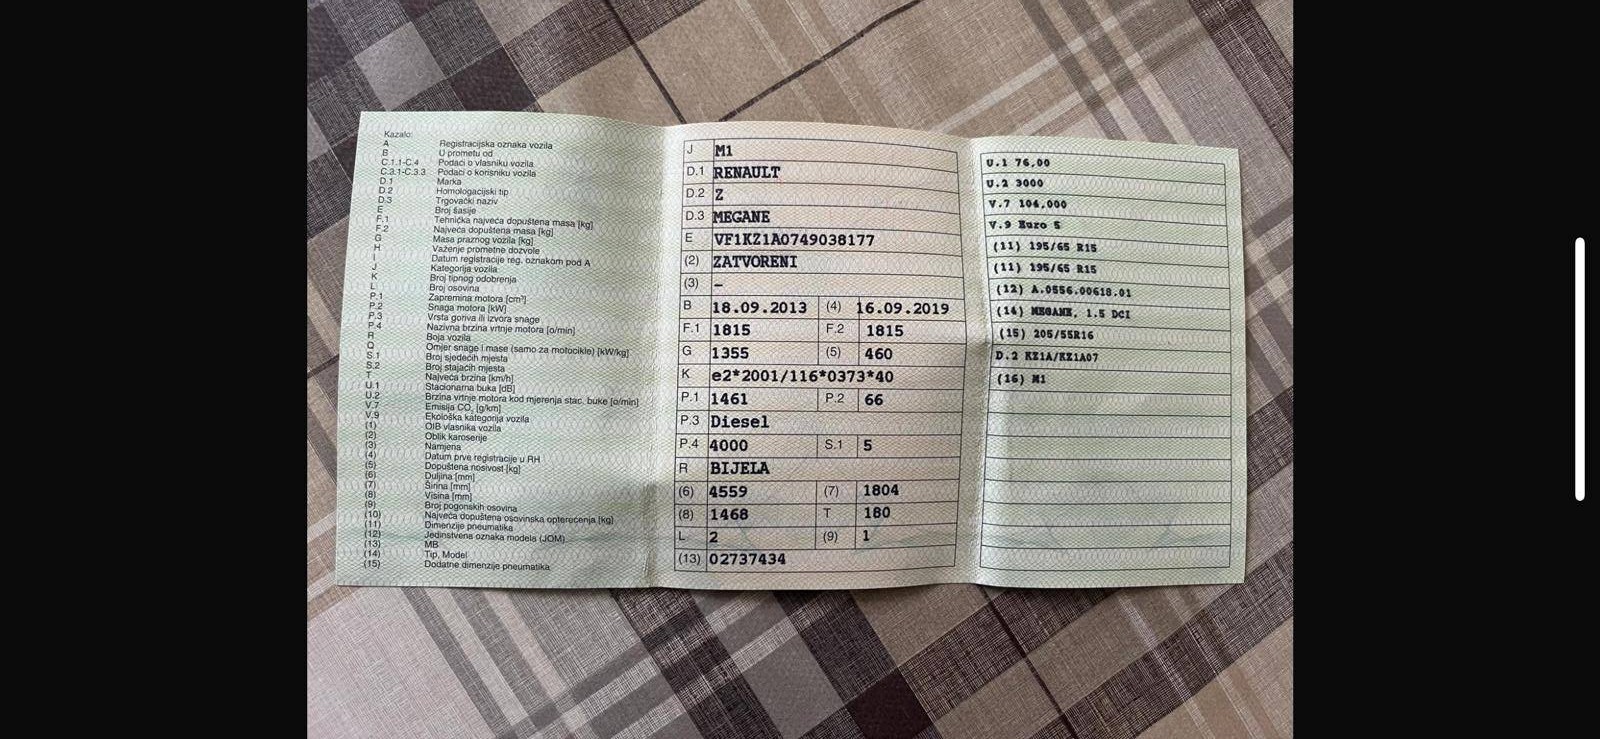 Kazalo:
A Registracijska oznaka vozila
B U prometu od
C.1.1-C.4 Podaci o vlasniku vozila
C.3.1-C.3.3 Podaci o korisniku vozila
D.1 Marka
D.2 Homologacijski tip
D.3 Trgovački naziv
E Broj šasije
F.1 Tehnička najveća dopuštena masa [kg]
F.2 Najveća dopuštena masa [kg]
G Masa praznog vozila [kg]
H Važenje prometne dozvole
I Datum registracije reg. oznakom pod A
J Kategorija vozila
K Broj tipnog odobrenja
L Broj osovina
P.1 Zapremina motora [cm³]
P.2 Snaga motora [kW]
P.3 Vrsta goriva ili izvora snage
P.4 Nazivna brzina vrtnje motora [o/min]
R Boja vozila
Q Omjer snage i mase (samo za motocikle) [kW/kg]
S.1 Broj sjedećih mjesta
S.2 Broj stajaćih mjesta
T Najveća brzina [km/h]
U.1 Stacionarna buka [dB]
U.2 Brzina vrtnje motora kod mjerenja stac. buke [o/min]
V.7 Emisija CO₂ [g/km]
V.9 Ekološka kategorija vozila
(1) OIB vlasnika vozila
(2) Oblik karoserije
(3) Namjena
(4) Datum prve registracije u RH
(5) Dopuštena nosivost [kg]
(6) Duljina [mm]
(7) Širina [mm]
(8) Visina [mm]
(9) Broj pogonskih osovina
(10) Najveća dopuštena osovinska opterećenja [kg]
(11) Dimenzije pneumatika
(12) Jedinstvena oznaka modela (JOM)
(13) MB
(14) Tip, Model
(15) Dodatne dimenzije pneumatika
J M1
D.1 RENAULT
D.2 Z
D.3 MEGANE
E VF1KZ1A0749038177
(2) ZATVORENI
(3) –
B 18.09.2013 (4) 16.09.2019
F.1 1815 F.2 1815
G 1355 (5) 460
K e2*2001/116*0373*40
P.1 1461 P.2 66
P.3 Diesel
P.4 4000 S.1 5
R BIJELA
(6) 4559 (7) 1804
(8) 1468 T 180
L 2 (9) 1
(13) 02737434
U.1 76,00
U.2 3000
V.7 104,000
V.9 Euro 5
(11) 195/65 R15
(11) 195/65 R15
(12) A.0556.00618.01
(14) MEGANE, 1.5 DCI
(15) 205/55R16
D.2 KZ1A/KZ1A07
(16) M1